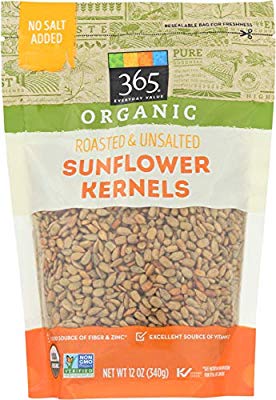 RESEALABLE BAG FOR FRESHNESS
NO SALT
ADDED
PURE
365
EVERYDAY VALUE
ORGANIC
ROASTED & UNSALTED
SUNFLOWER
KERNELS
SOURCE OF FIBER & ZINC*
EXCELLENT SOURCE OF VITAMIN
NON
GMO
VERIFIED
NET WT 12 OZ (340g)